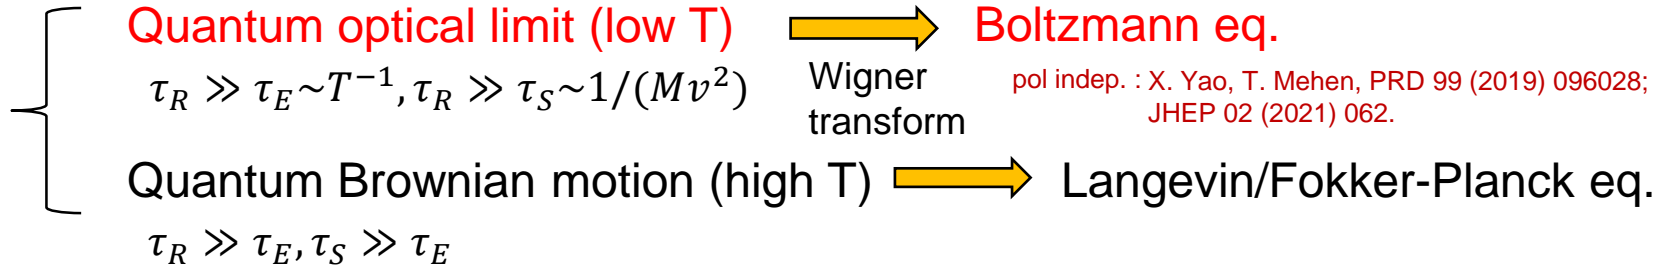 Quantum optical limit (low T)
Boltzmann eq.
τ_R ≫ τ_E~T⁻¹, τ_R ≫ τ_S~1/(Mv²)
Wigner
transform
pol indep. : X. Yao, T. Mehen, PRD 99 (2019) 096028;
JHEP 02 (2021) 062.
Quantum Brownian motion (high T)
Langevin/Fokker-Planck eq.
τ_R ≫ τ_E, τ_S ≫ τ_E